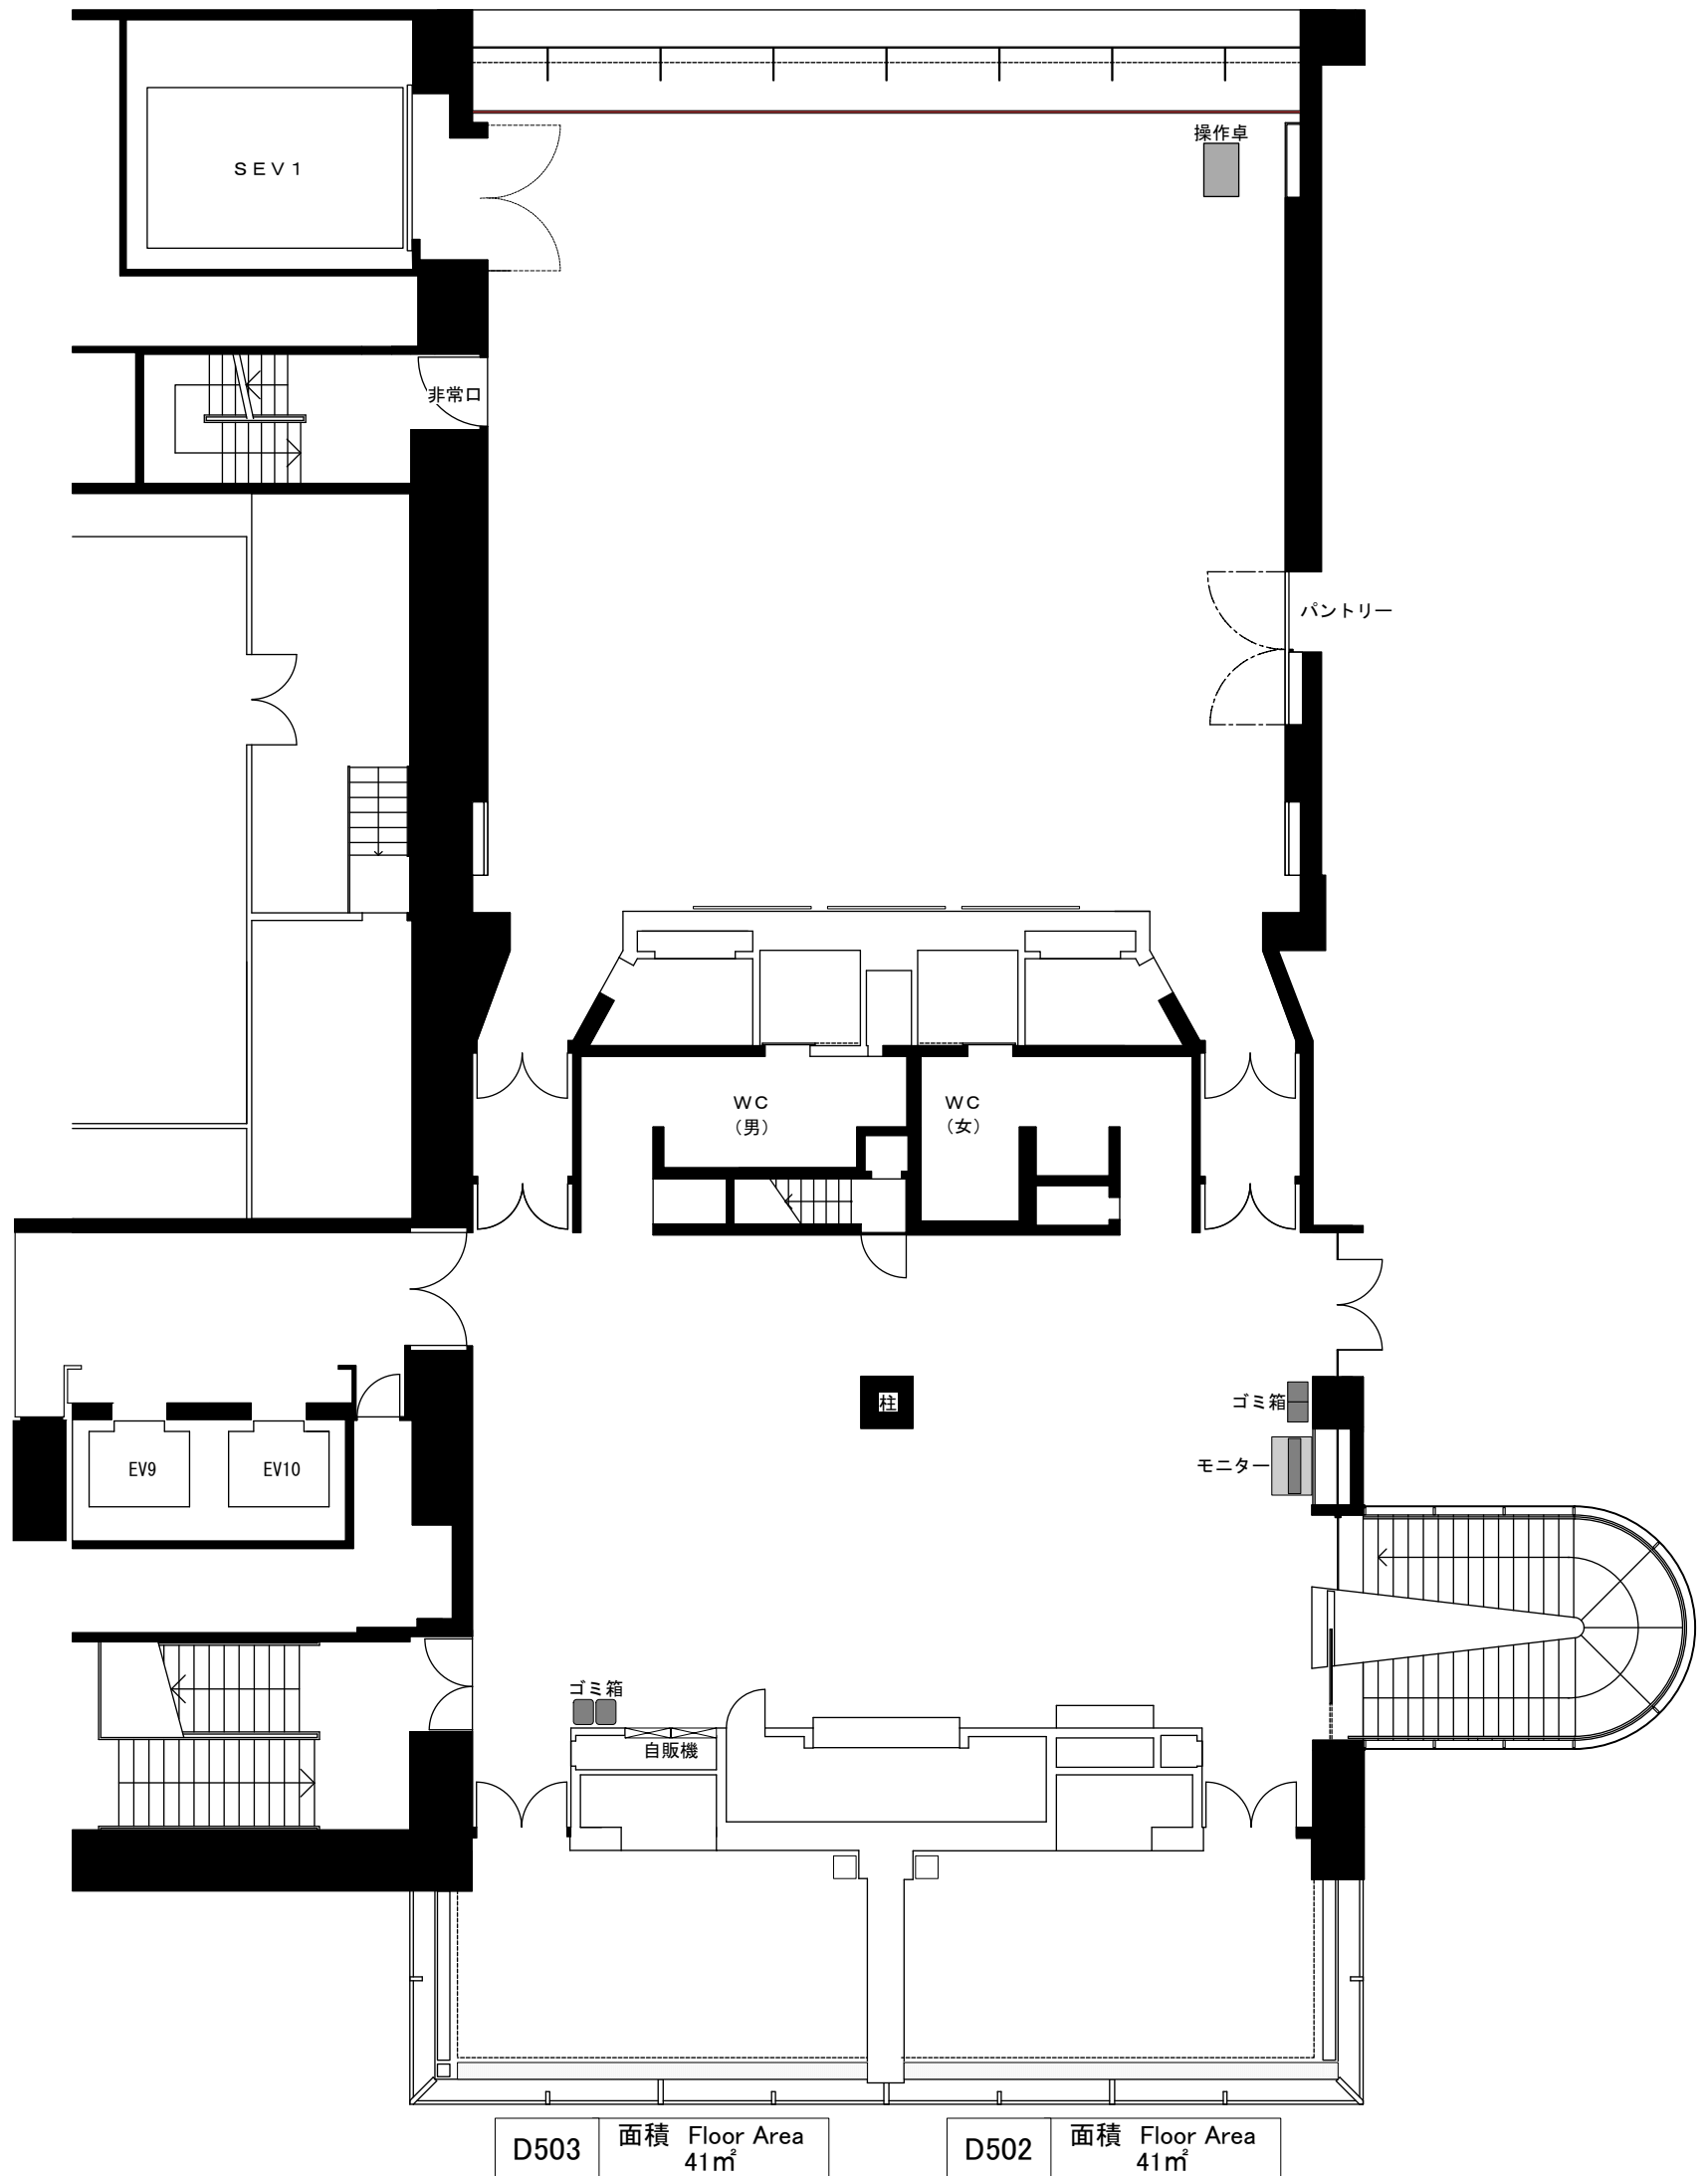 操作卓
ＳＥＶ１
非常口
パントリー
ＷＣ
（男）
ＷＣ
（女）
柱
ゴミ箱
モニター
EV9
EV10
ゴミ箱
自販機
D503
面積 Floor Area
41㎡
D502
面積 Floor Area
41㎡